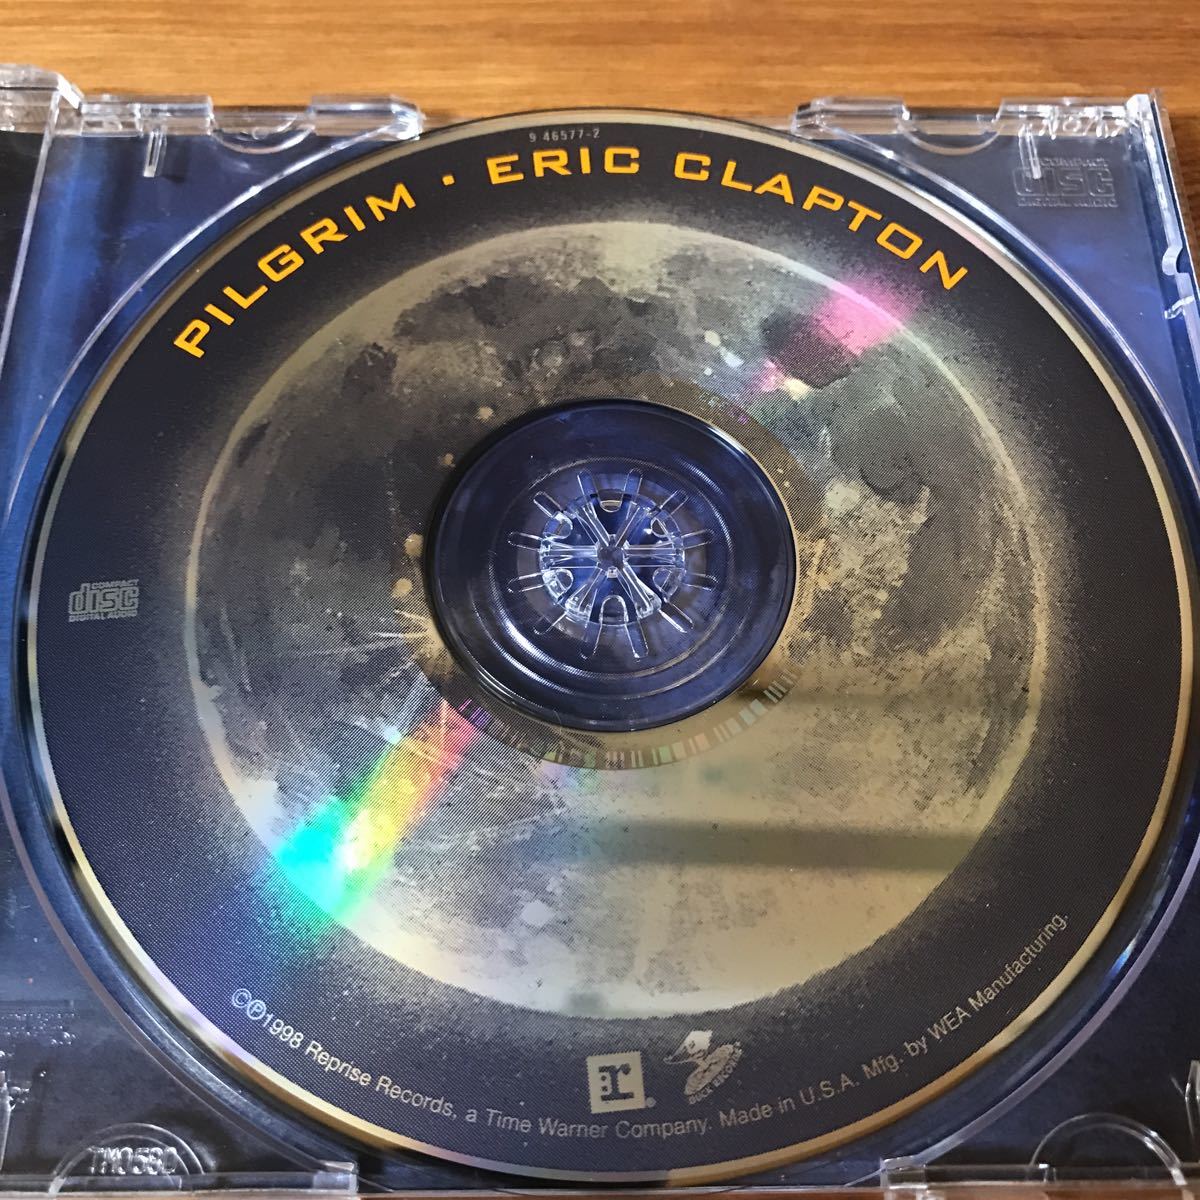 9 46577-2
PILGRIM · ERIC CLAPTON
COMPACT
disc
DIGITAL AUDIO
COMPACT
disc
DIGITAL AUDIO
©℗1998 Reprise Records, a Time Warner Company. Made in U.S.A. Mfg. by WEA Manufacturing.
r®
DUCK RECORDS